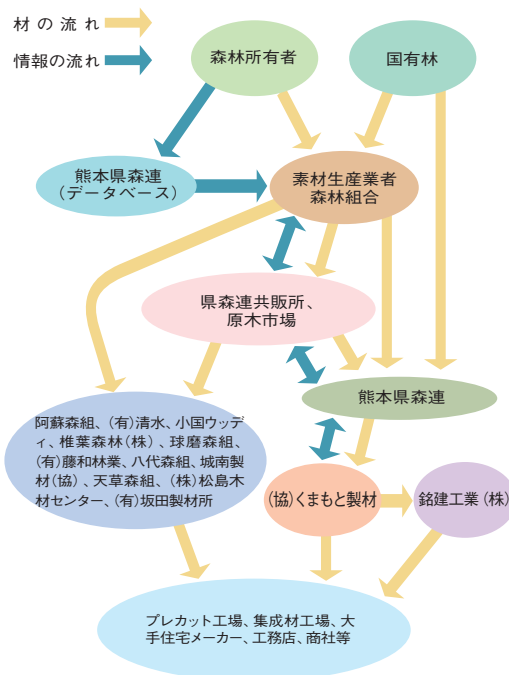 材の流れ
情報の流れ
森林所有者
国有林
熊本県森連
（データベース）
素材生産業者
森林組合
県森連共販所、
原木市場
熊本県森連
阿蘇森組、(有)清水、小国ウッデ
ィ、椎葉森林(株)、球磨森組、
(有)藤和林業、八代森組、城南製
材(協)、天草森組、(株)松島木
材センター、(有)坂田製材所
(協)くまもと製材
銘建工業(株)
プレカット工場、集成材工場、大
手住宅メーカー、工務店、商社等